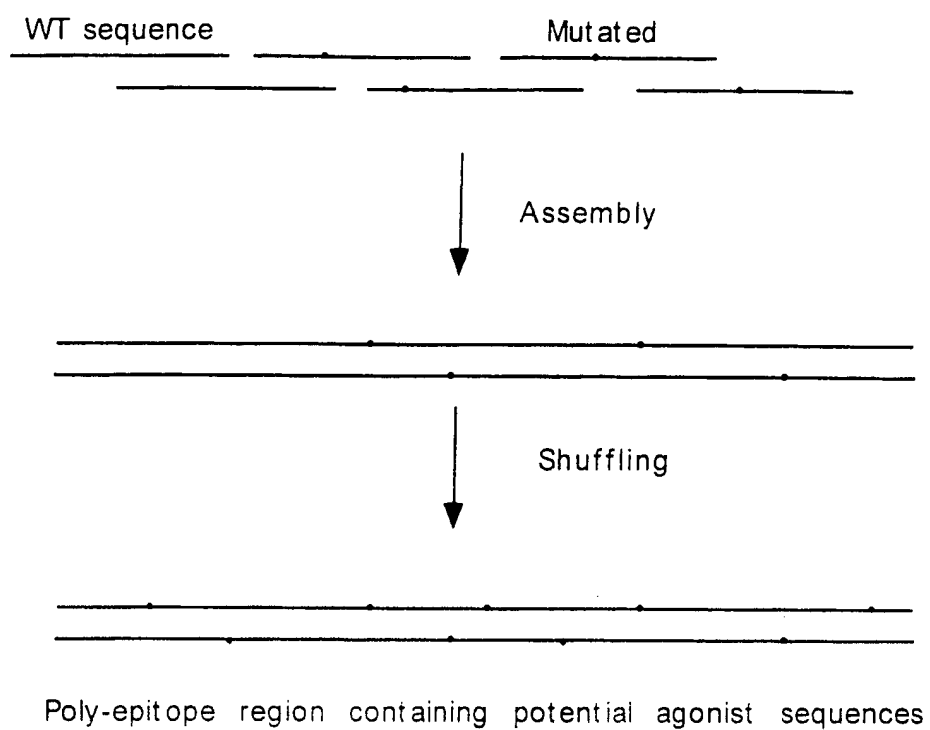 WT sequence
Mutated
Assembly
Shuffling
Poly-epitope region containing potential agonist sequences